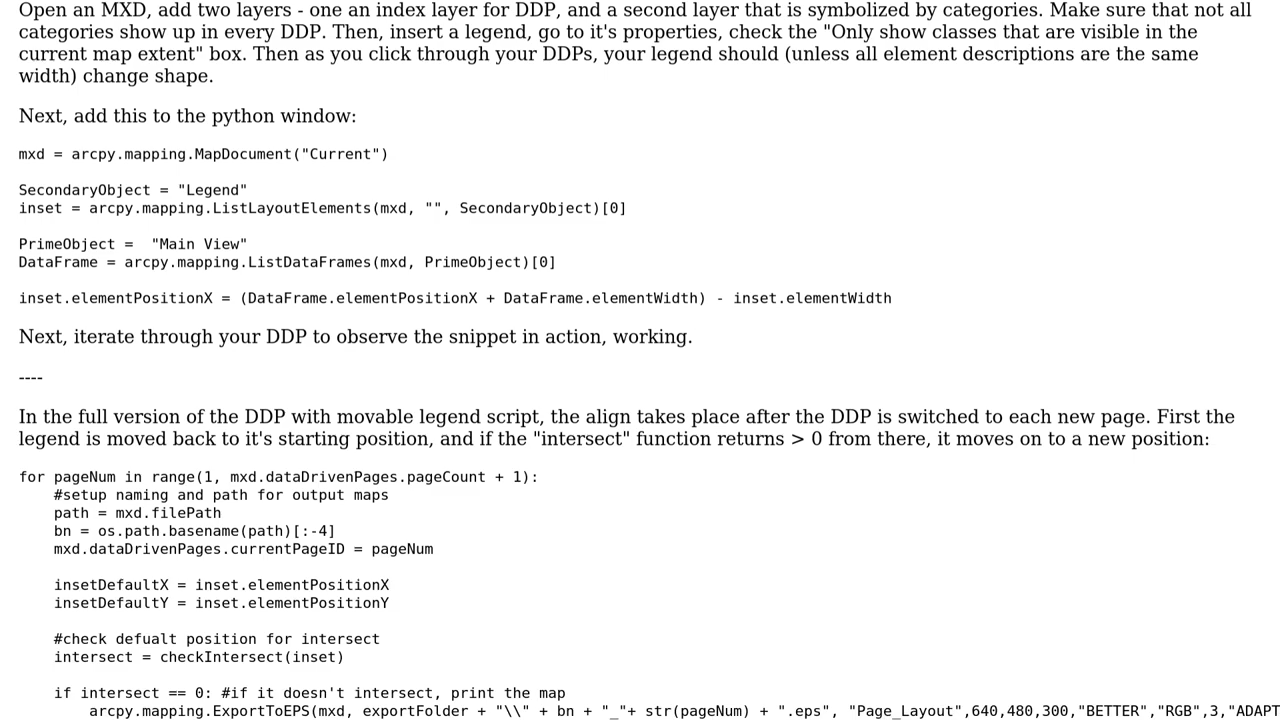 Open an MXD, add two layers - one an index layer for DDP, and a second layer that is symbolized by categories. Make sure that not all
categories show up in every DDP. Then, insert a legend, go to it's properties, check the "Only show classes that are visible in the
current map extent" box. Then as you click through your DDPs, your legend should (unless all element descriptions are the same
width) change shape.
Next, add this to the python window:
mxd = arcpy.mapping.MapDocument("Current")
SecondaryObject = "Legend"
inset = arcpy.mapping.ListLayoutElements(mxd, "", SecondaryObject)[0]
PrimeObject =  "Main View"
DataFrame = arcpy.mapping.ListDataFrames(mxd, PrimeObject)[0]
inset.elementPositionX = (DataFrame.elementPositionX + DataFrame.elementWidth) - inset.elementWidth
Next, iterate through your DDP to observe the snippet in action, working.
----
In the full version of the DDP with movable legend script, the align takes place after the DDP is switched to each new page. First the
legend is moved back to it's starting position, and if the "intersect" function returns > 0 from there, it moves on to a new position:
for pageNum in range(1, mxd.dataDrivenPages.pageCount + 1):
    #setup naming and path for output maps
    path = mxd.filePath
    bn = os.path.basename(path)[:-4]
    mxd.dataDrivenPages.currentPageID = pageNum
    insetDefaultX = inset.elementPositionX
    insetDefaultY = inset.elementPositionY
    #check defualt position for intersect
    intersect = checkIntersect(inset)
    if intersect == 0: #if it doesn't intersect, print the map
        arcpy.mapping.ExportToEPS(mxd, exportFolder + "\\" + bn + "_"+ str(pageNum) + ".eps", "Page_Layout",640,480,300,"BETTER","RGB",3,"ADAPT